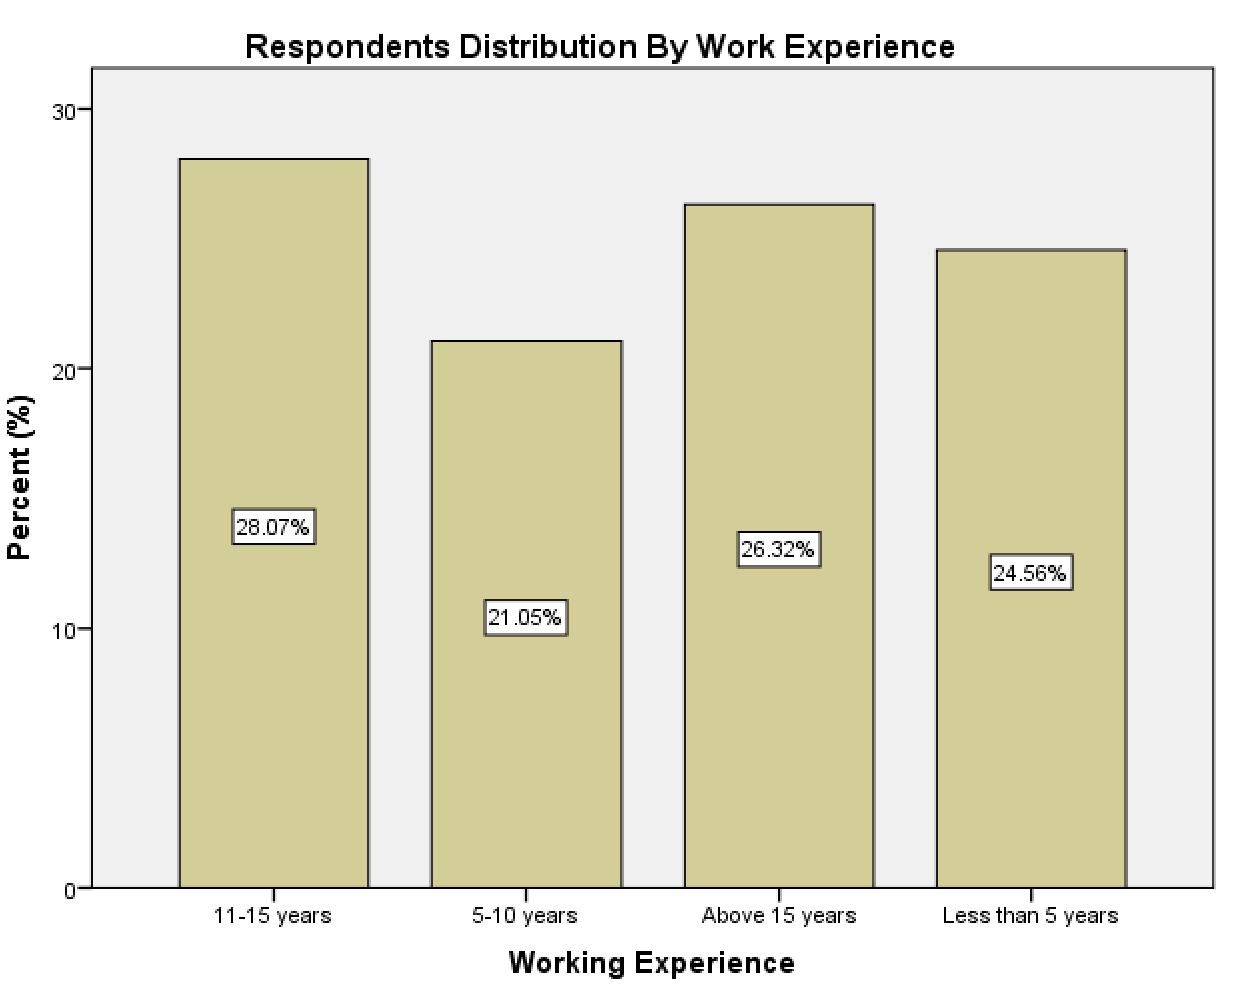 Respondents Distribution By Work Experience
Percent (%)
30
20
10
0
28.07%
21.05%
26.32%
24.56%
11-15 years
5-10 years
Above 15 years
Less than 5 years
Working Experience